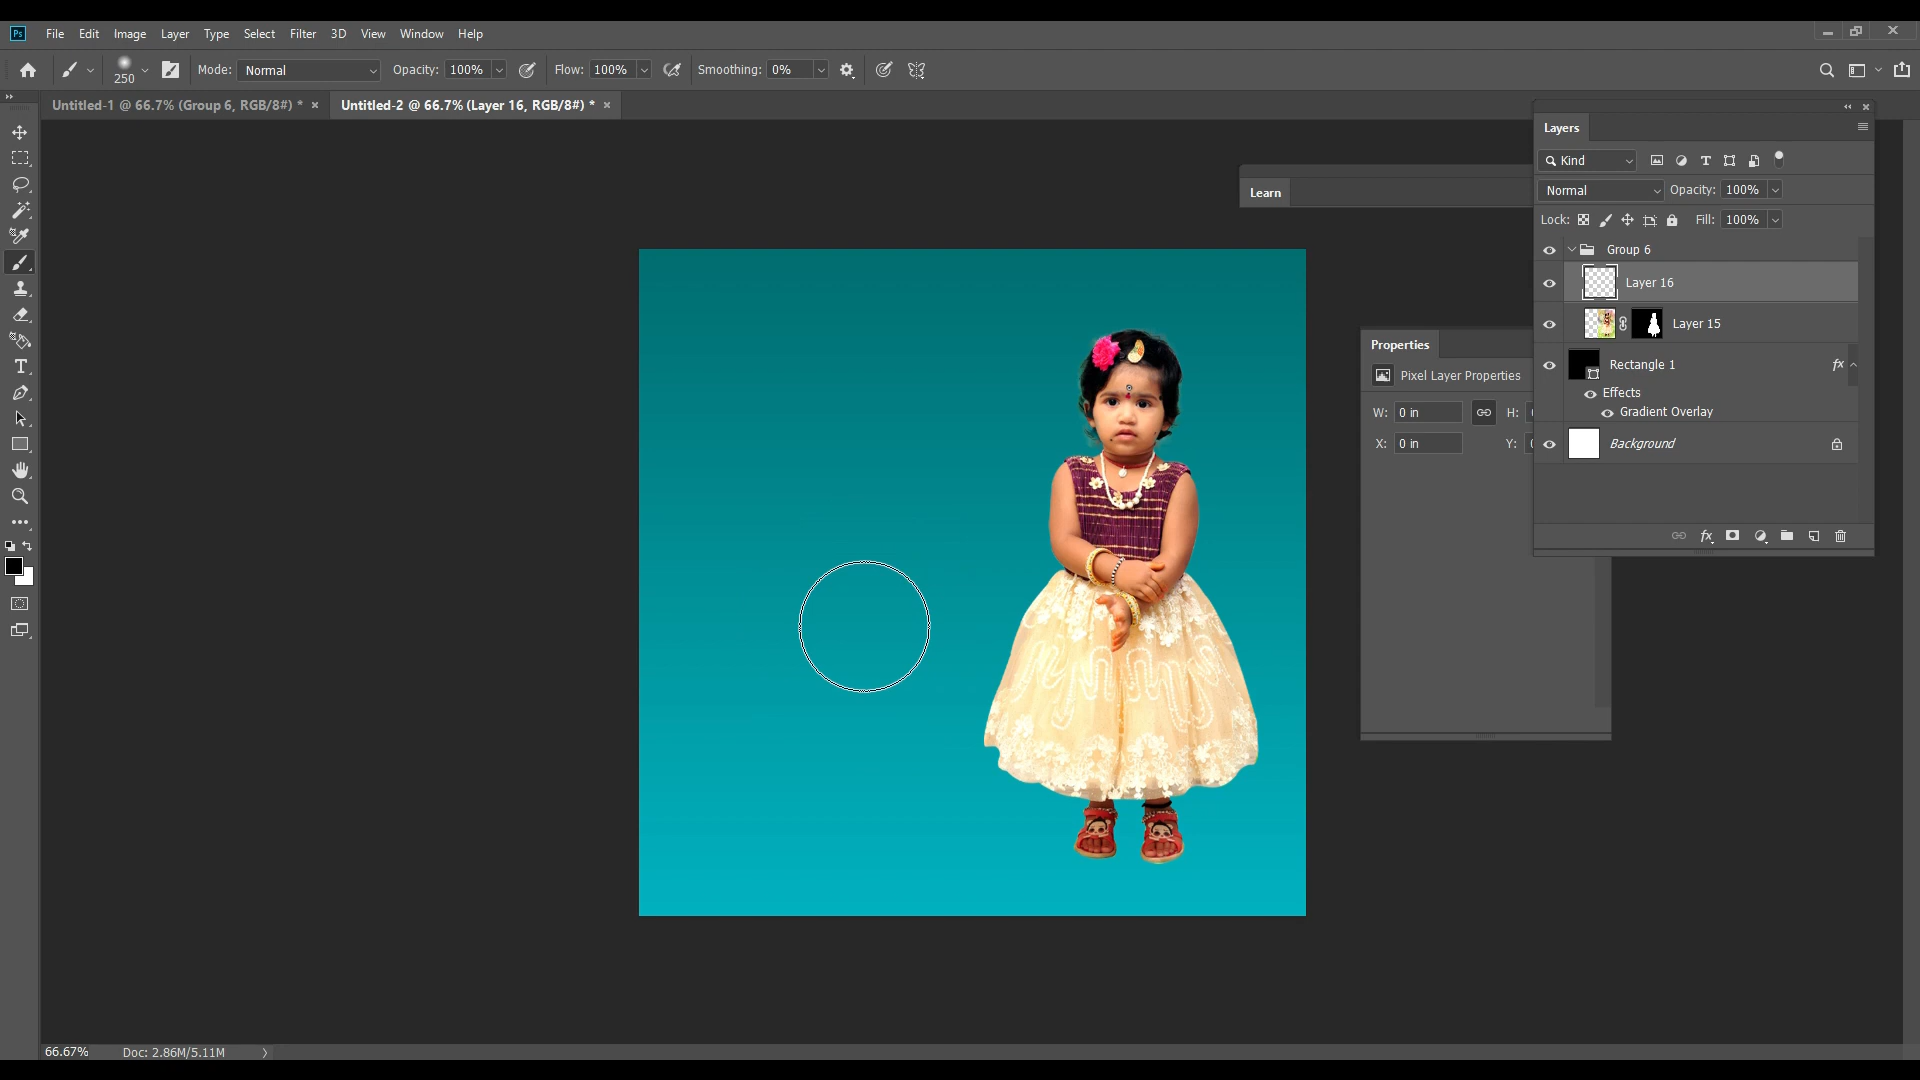 Ps File Edit Image Layer Type Select Filter 3D View Window Help
250 Mode: Normal Opacity: 100% Flow: 100% Smoothing: 0%
Untitled-1 @ 66.7% (Group 6, RGB/8#) * × Untitled-2 @ 66.7% (Layer 16, RGB/8#) * ×
Layers
Kind
Normal Opacity: 100%
Learn
Lock: Fill: 100%
Group 6
Layer 16
Layer 15
Properties
Rectangle 1 fx
Pixel Layer Properties
Effects
W: 0 in H:
Gradient Overlay
X: 0 in Y:
Background
fx
66.67% Doc: 2.86M/5.11M